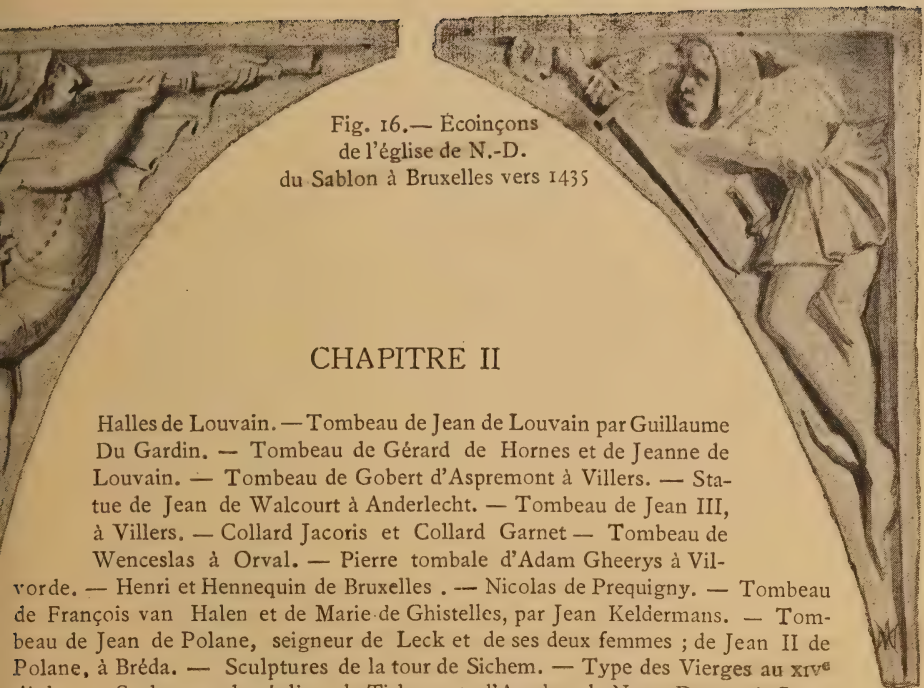 Fig. 16.— Écoinçons
de l'église de N.-D.
du Sablon à Bruxelles vers 1435
CHAPITRE II
Halles de Louvain. — Tombeau de Jean de Louvain par Guillaume
Du Gardin. — Tombeau de Gérard de Hornes et de Jeanne de
Louvain. — Tombeau de Gobert d'Aspremont à Villers. — Sta-
tue de Jean de Walcourt à Anderlecht. — Tombeau de Jean III,
à Villers. — Collard Jacoris et Collard Garnet — Tombeau de
Wenceslas à Orval. — Pierre tombale d'Adam Gheerys à Vil-
vorde. — Henri et Hennequin de Bruxelles . — Nicolas de Prequigny. — Tombeau
de François van Halen et de Marie de Ghistelles, par Jean Keldermans. — Tom-
beau de Jean de Polane, seigneur de Leck et de ses deux femmes ; de Jean II de
Polane, à Bréda. — Sculptures de la tour de Sichem. — Type des Vierges au XIVe